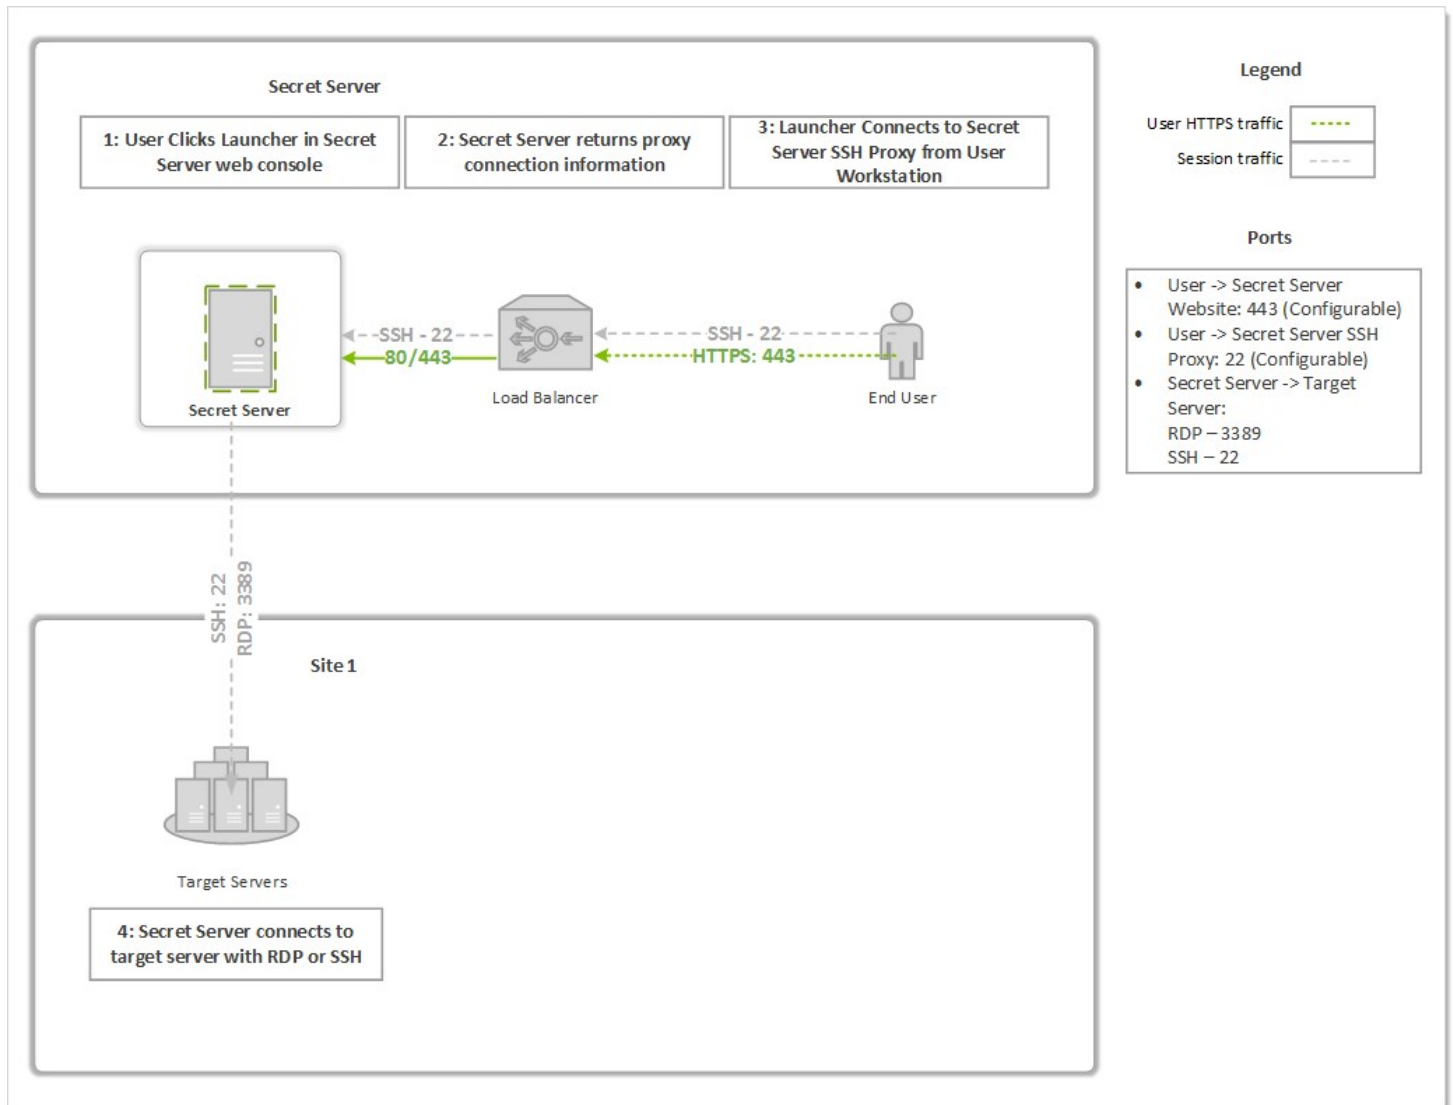 Secret Server
1: User Clicks Launcher in Secret
Server web console
2: Secret Server returns proxy
connection information
3: Launcher Connects to Secret
Server SSH Proxy from User
Workstation
SSH - 22
80/443
SSH - 22
HTTPS: 443
Secret Server
Load Balancer
End User
SSH: 22
RDP: 3389
Site 1
Target Servers
4: Secret Server connects to
target server with RDP or SSH
Legend
User HTTPS traffic
Session traffic
Ports
• User -> Secret Server
Website: 443 (Configurable)
• User -> Secret Server SSH
Proxy: 22 (Configurable)
• Secret Server -> Target
Server:
RDP – 3389
SSH – 22